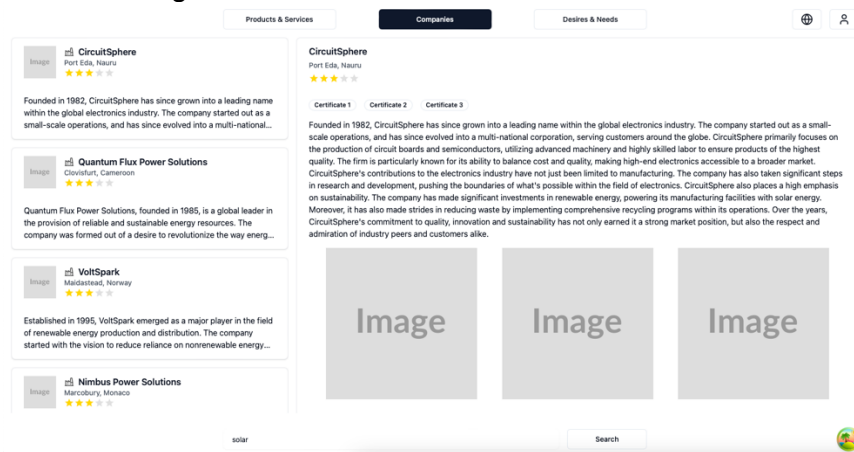 Products & Services
Companies
Desires & Needs
Image
CircuitSphere
Port Eda, Nauru
Founded in 1982, CircuitSphere has since grown into a leading name
within the global electronics industry. The company started out as a
small-scale operations, and has since evolved into a multi-national...
Image
Quantum Flux Power Solutions
Clovisfurt, Cameroon
Quantum Flux Power Solutions, founded in 1985, is a global leader in
the provision of reliable and sustainable energy resources. The
company was formed out of a desire to revolutionize the way energ...
Image
VoltSpark
Maidastead, Norway
Established in 1995, VoltSpark emerged as a major player in the field
of renewable energy production and distribution. The company
started with the vision to reduce reliance on nonrenewable energy...
Image
Nimbus Power Solutions
Marcobury, Monaco
CircuitSphere
Port Eda, Nauru
Certificate 1
Certificate 2
Certificate 3
Founded in 1982, CircuitSphere has since grown into a leading name within the global electronics industry. The company started out as a small-
scale operations, and has since evolved into a multi-national corporation, serving customers around the globe. CircuitSphere primarily focuses on
the production of circuit boards and semiconductors, utilizing advanced machinery and highly skilled labor to ensure products of the highest
quality. The firm is particularly known for its ability to balance cost and quality, making high-end electronics accessible to a broader market.
CircuitSphere's contributions to the electronics industry have not just been limited to manufacturing. The company has also taken significant steps
in research and development, pushing the boundaries of what's possible within the field of electronics. CircuitSphere also places a high emphasis
on sustainability. The company has made significant investments in renewable energy, powering its manufacturing facilities with solar energy.
Moreover, it has also made strides in reducing waste by implementing comprehensive recycling programs within its operations. Over the years,
CircuitSphere's commitment to quality, innovation and sustainability has not only earned it a strong market position, but also the respect and
admiration of industry peers and customers alike.
Image
Image
Image
solar
Search